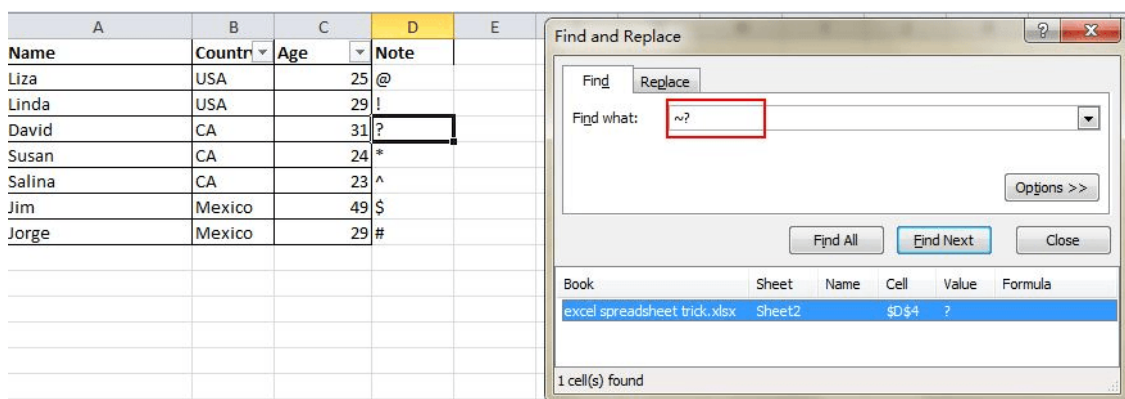 A B C D E
Name Countr Age Note
Liza USA 25 @
Linda USA 29 !
David CA 31 ?
Susan CA 24 *
Salina CA 23 ^
Jim Mexico 49 $
Jorge Mexico 29 #
Find and Replace
?
X
Find Replace
Find what: ~?
Options >>
Find All Find Next Close
Book Sheet Name Cell Value Formula
excel spreadsheet trick.xlsx Sheet2 $D$4 ?
1 cell(s) found